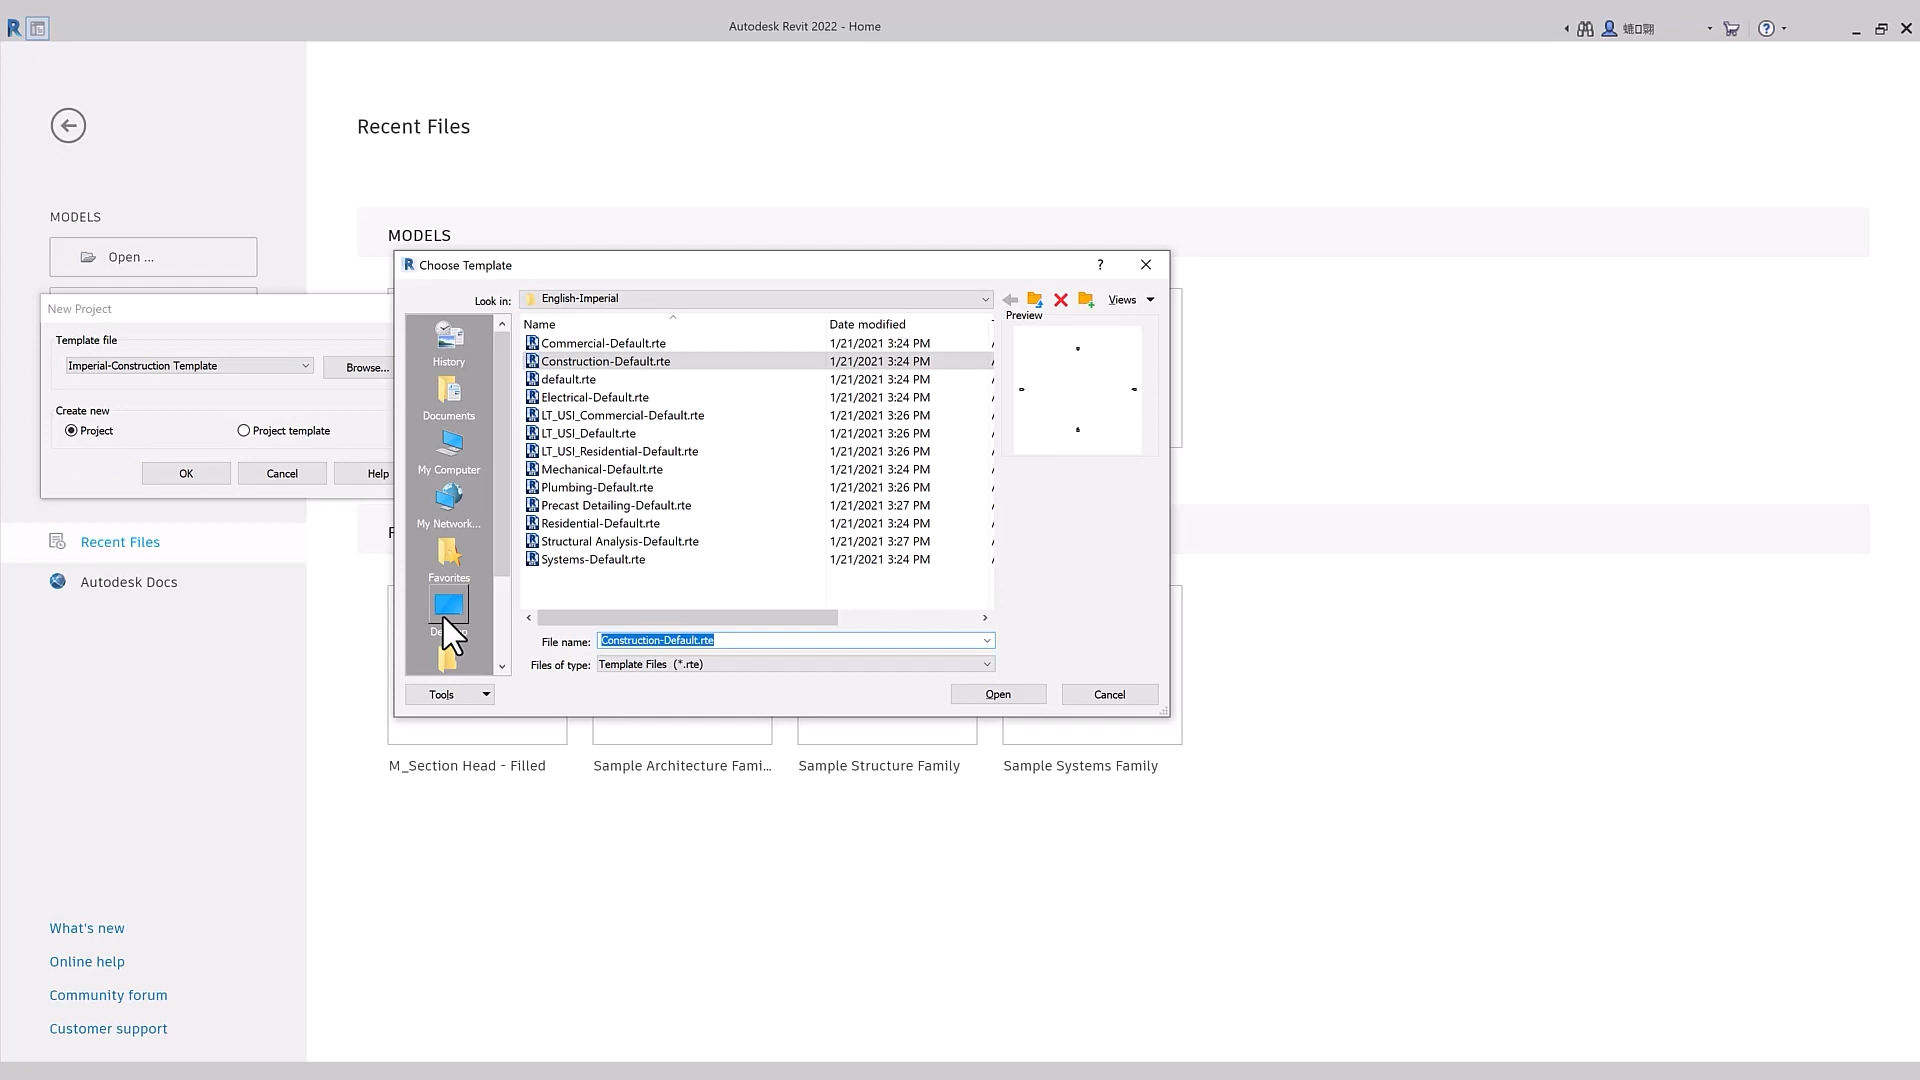 Autodesk Revit 2022 - Home
Recent Files
MODELS
Open ...
MODELS
New Project
Template file
Imperial-Construction Template
Browse...
Create new
Project
Project template
OK
Cancel
Help
Recent Files
Autodesk Docs
Choose Template
Look in:
English-Imperial
Views
History
Documents
My Computer
My Network...
Favorites
Name
Date modified
Commercial-Default.rte 1/21/2021 3:24 PM
Construction-Default.rte 1/21/2021 3:24 PM
default.rte 1/21/2021 3:24 PM
Electrical-Default.rte 1/21/2021 3:24 PM
LT_USI_Commercial-Default.rte 1/21/2021 3:26 PM
LT_USI_Default.rte 1/21/2021 3:26 PM
LT_USI_Residential-Default.rte 1/21/2021 3:26 PM
Mechanical-Default.rte 1/21/2021 3:24 PM
Plumbing-Default.rte 1/21/2021 3:26 PM
Precast Detailing-Default.rte 1/21/2021 3:27 PM
Residential-Default.rte 1/21/2021 3:24 PM
Structural Analysis-Default.rte 1/21/2021 3:27 PM
Systems-Default.rte 1/21/2021 3:24 PM
Preview
File name:
Construction-Default.rte
Files of type:
Template Files (*.rte)
Tools
Open
Cancel
M_Section Head - Filled
Sample Architecture Fami...
Sample Structure Family
Sample Systems Family
What's new
Online help
Community forum
Customer support